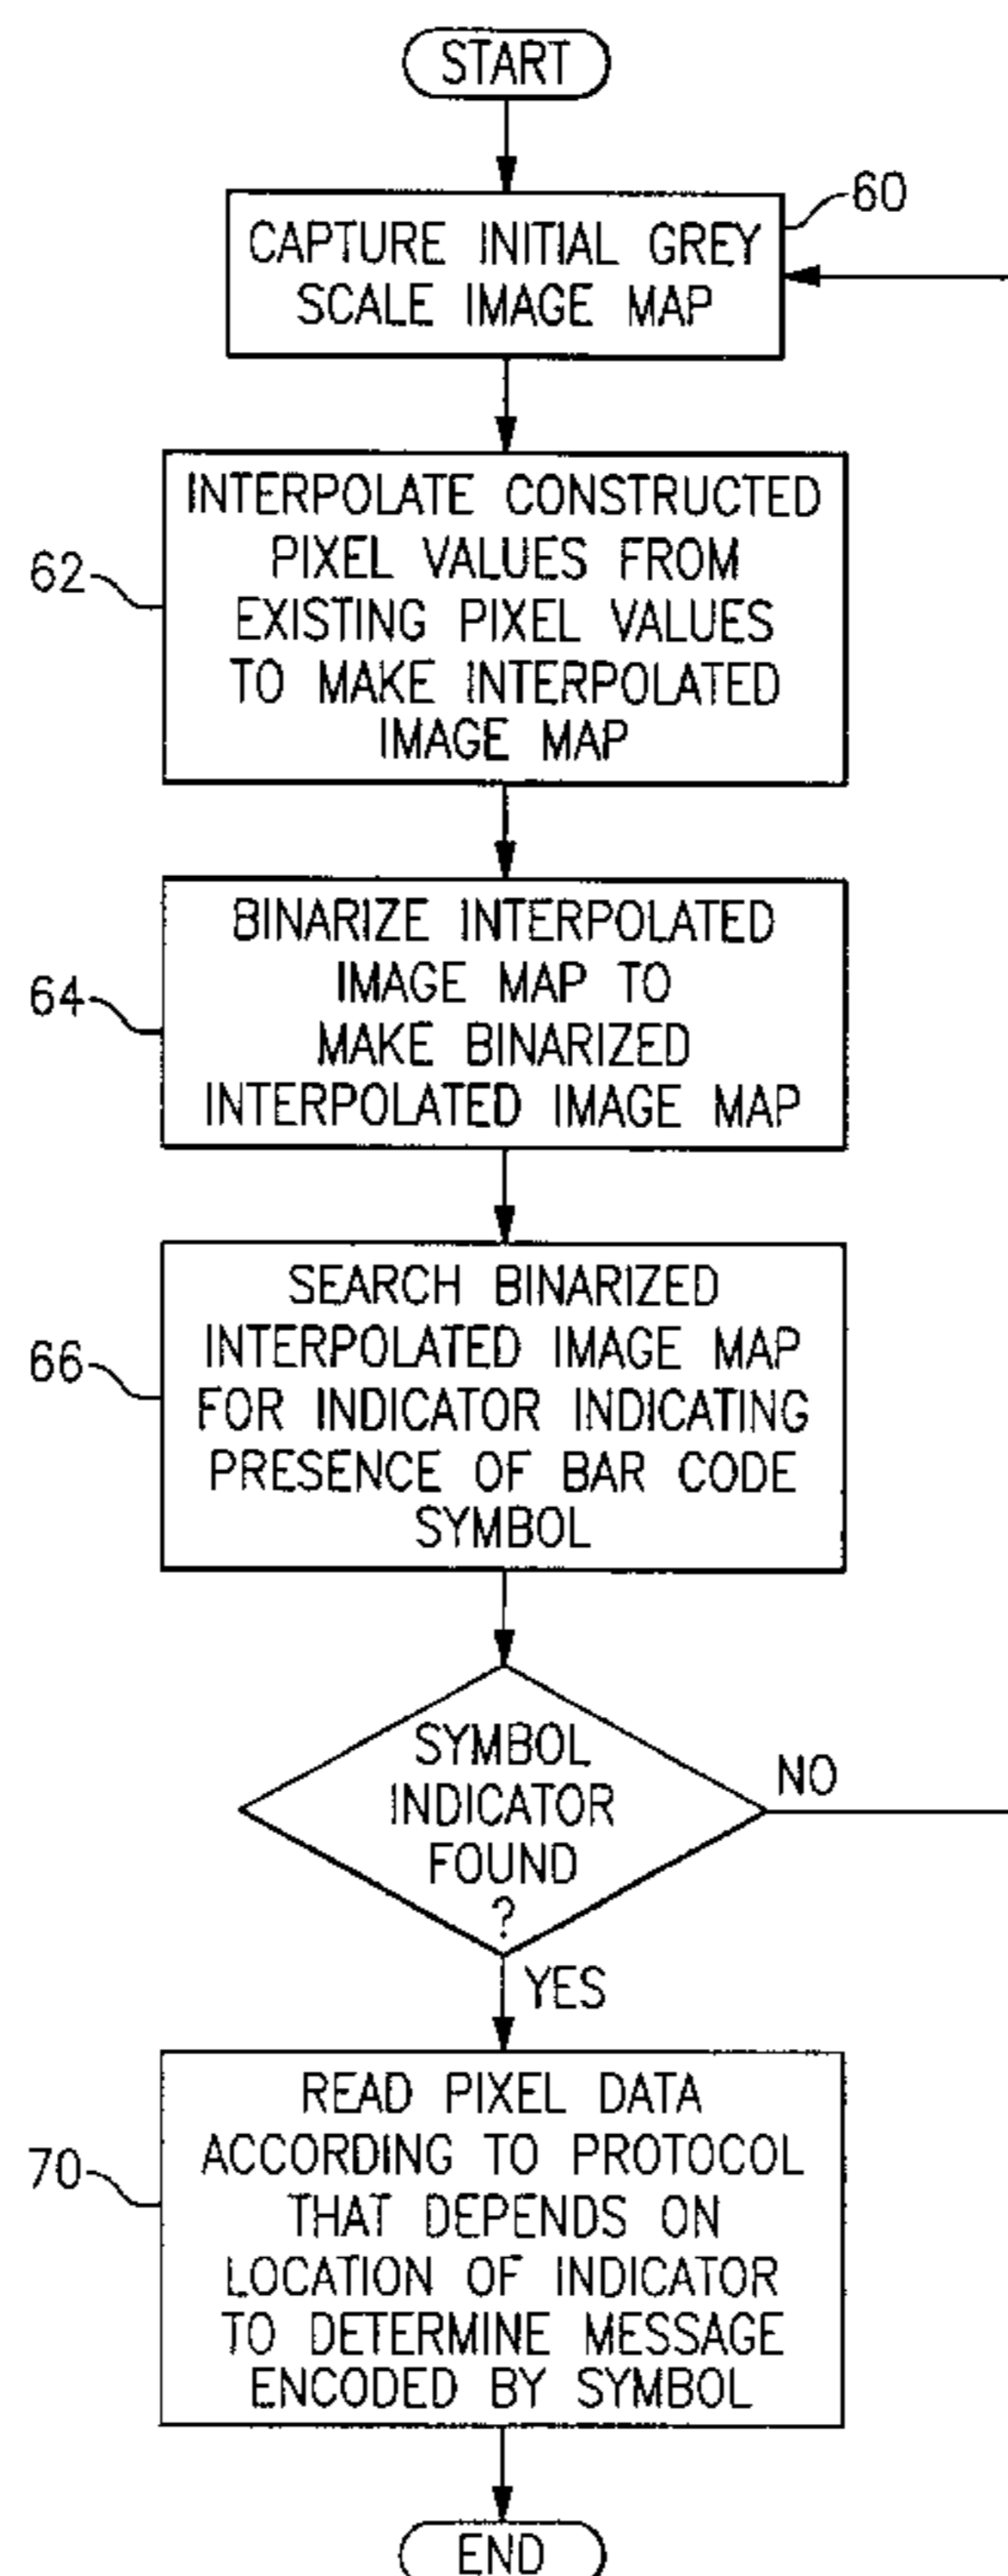 START
60
CAPTURE INITIAL GREY
SCALE IMAGE MAP
62
INTERPOLATE CONSTRUCTED
PIXEL VALUES FROM
EXISTING PIXEL VALUES
TO MAKE INTERPOLATED
IMAGE MAP
64
BINARIZE INTERPOLATED
IMAGE MAP TO
MAKE BINARIZED
INTERPOLATED IMAGE MAP
66
SEARCH BINARIZED
INTERPOLATED IMAGE MAP
FOR INDICATOR INDICATING
PRESENCE OF BAR CODE
SYMBOL
SYMBOL
INDICATOR
FOUND
?
NO
YES
70
READ PIXEL DATA
ACCORDING TO PROTOCOL
THAT DEPENDS ON
LOCATION OF INDICATOR
TO DETERMINE MESSAGE
ENCODED BY SYMBOL
END